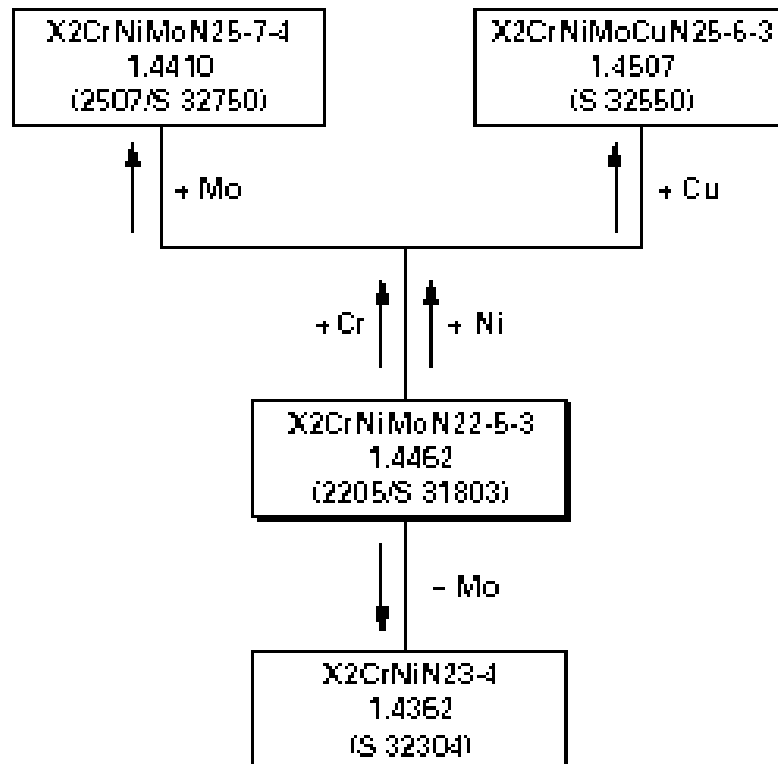 X2CrNiMoN25-7-4
1.4410
(2507/S 32750)
X2CrNiMoCuN25-6-3
1.4507
(S 32550)
+ Mo
+ Cu
+ Cr
+ Ni
X2CrNiMoN22-5-3
1.4462
(2205/S 31803)
– Mo
X2CrNiN23-4
1.4362
(S 32304)